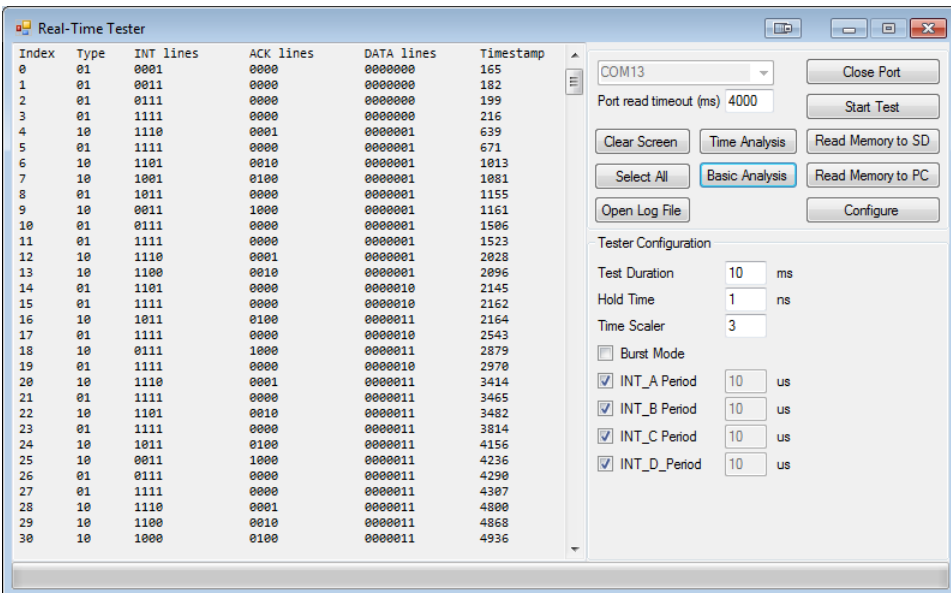 Real-Time Tester
Index Type INT lines ACK lines DATA lines Timestamp
0 01 0001 0000 0000000 165
1 01 0011 0000 0000000 182
2 01 0111 0000 0000000 199
3 01 1111 0000 0000000 216
4 10 1110 0001 0000001 639
5 01 1111 0000 0000001 671
6 10 1101 0010 0000001 1013
7 10 1001 0100 0000001 1081
8 01 1011 0000 0000001 1155
9 10 0011 1000 0000001 1161
10 01 0111 0000 0000001 1506
11 01 1111 0000 0000001 1523
12 10 1110 0001 0000001 2028
13 10 1100 0010 0000001 2096
14 01 1101 0000 0000010 2145
15 01 1111 0000 0000010 2162
16 10 1011 0100 0000011 2164
17 01 1111 0000 0000010 2543
18 10 0111 1000 0000011 2879
19 01 1111 0000 0000010 2970
20 10 1110 0001 0000011 3414
21 01 1111 0000 0000011 3465
22 10 1101 0010 0000011 3482
23 01 1111 0000 0000011 3814
24 10 1011 0100 0000011 4156
25 10 0011 1000 0000011 4236
26 01 0111 0000 0000011 4290
27 01 1111 0000 0000011 4307
28 10 1110 0001 0000011 4800
29 10 1100 0010 0000011 4868
30 10 1000 0100 0000011 4936
COM13 Close Port
Port read timeout (ms) 4000 Start Test
Clear Screen Time Analysis Read Memory to SD
Select All Basic Analysis Read Memory to PC
Open Log File Configure
Tester Configuration
Test Duration 10 ms
Hold Time 1 ns
Time Scaler 3
Burst Mode
INT_A Period 10 us
INT_B Period 10 us
INT_C Period 10 us
INT_D_Period 10 us